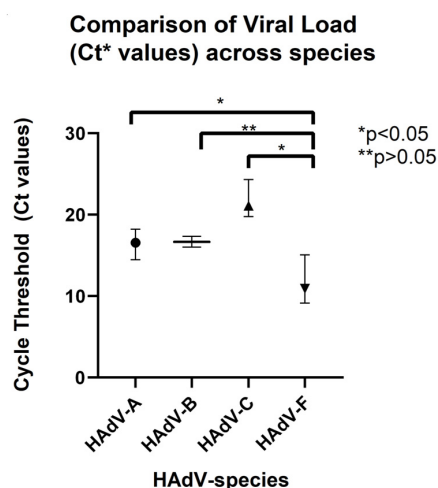 Comparison of Viral Load
(Ct* values) across species
*
**
*
*p<0.05
**p>0.05
Cycle Threshold (Ct values)
30
20
10
0
HAdV-A
HAdV-B
HAdV-C
HAdV-F
HAdV-species